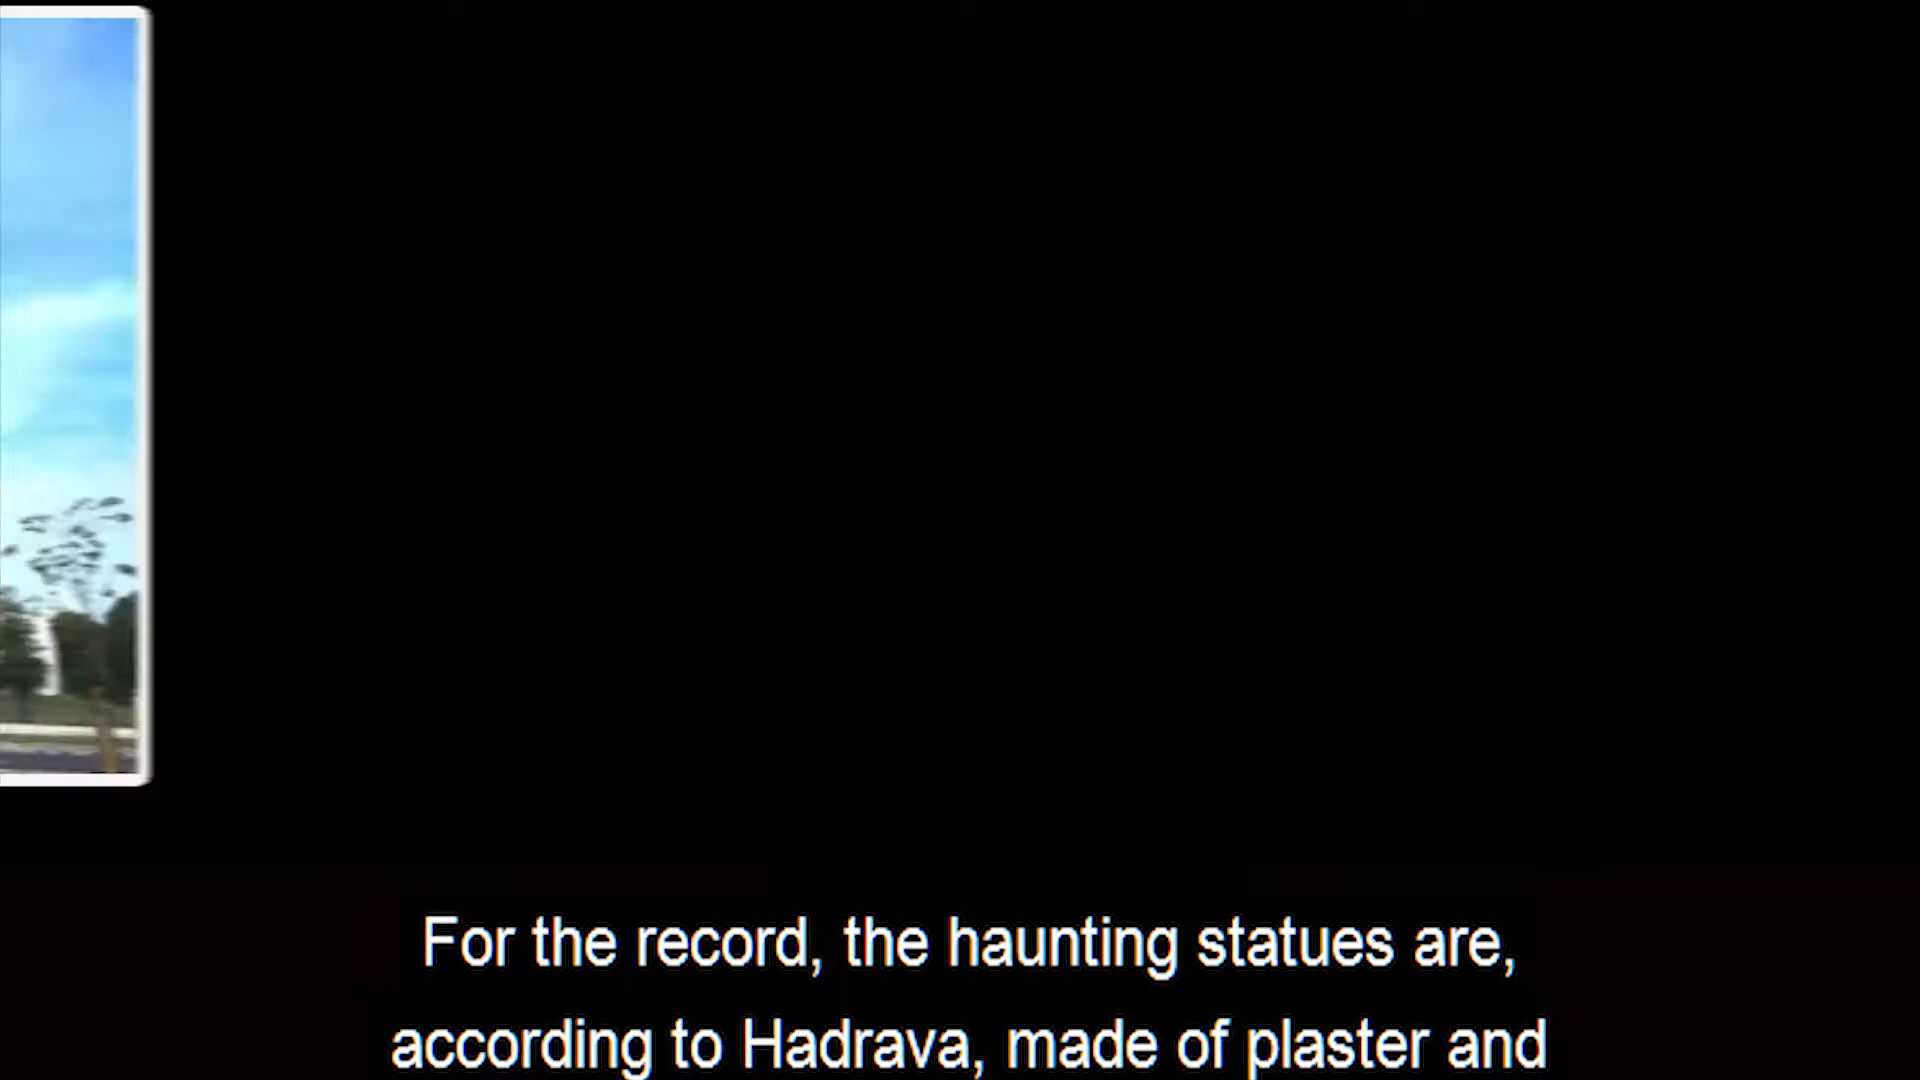 For the record, the haunting statues are,
according to Hadrava, made of plaster and